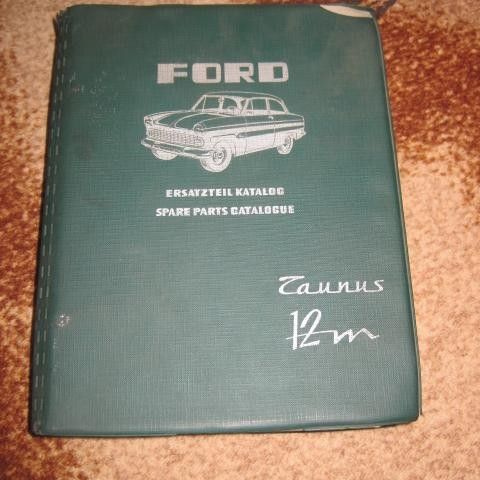 FORD
ERSATZTEIL KATALOG
SPARE PARTS CATALOGUE
Taunus
12m